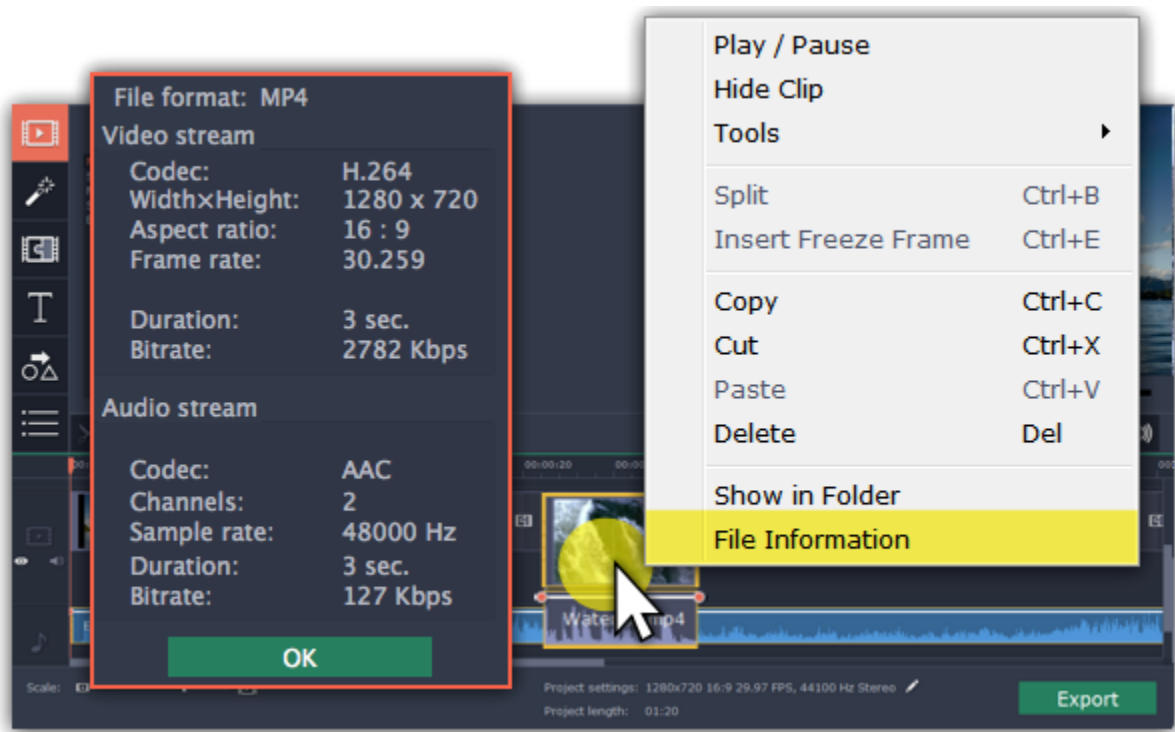 File format: MP4
Video stream
Codec: H.264
Width×Height: 1280 x 720
Aspect ratio: 16 : 9
Frame rate: 30.259
Duration: 3 sec.
Bitrate: 2782 Kbps
Audio stream
Codec: AAC
Channels: 2
Sample rate: 48000 Hz
Duration: 3 sec.
Bitrate: 127 Kbps
OK
Play / Pause
Hide Clip
Tools
Split Ctrl+B
Insert Freeze Frame Ctrl+E
Copy Ctrl+C
Cut Ctrl+X
Paste Ctrl+V
Delete Del
Show in Folder
File Information
T
00:00:20
mp4
Scale:
Project settings: 1280x720 16:9 29.97 FPS, 44100 Hz Stereo
Project length: 01:20
Export